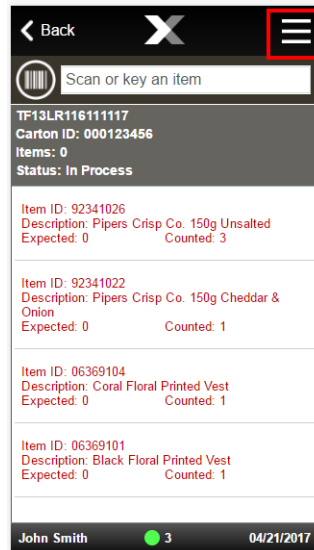 Back
Scan or key an item
TF13LR116111117
Carton ID: 000123456
Items: 0
Status: In Process
Item ID: 92341026
Description: Pipers Crisp Co. 150g Unsalted
Expected: 0 Counted: 3
Item ID: 92341022
Description: Pipers Crisp Co. 150g Cheddar &
Onion
Expected: 0 Counted: 1
Item ID: 06369104
Description: Coral Floral Printed Vest
Expected: 0 Counted: 1
Item ID: 06369101
Description: Black Floral Printed Vest
Expected: 0 Counted: 1
John Smith 3 04/21/2017